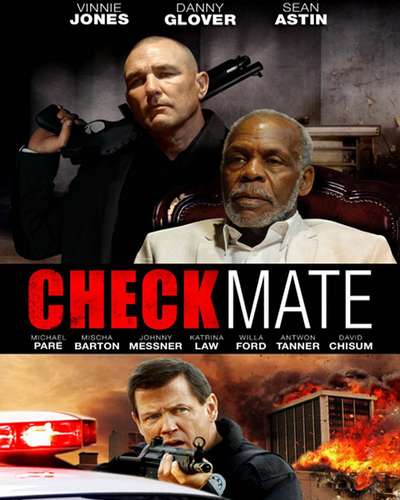 VINNIE JONES
DANNY GLOVER
SEAN ASTIN
CHECKMATE
MICHAEL PARE
MISCHA BARTON
JOHNNY MESSNER
KATRINA LAW
WILLA FORD
ANTWON TANNER
DAVID CHISUM